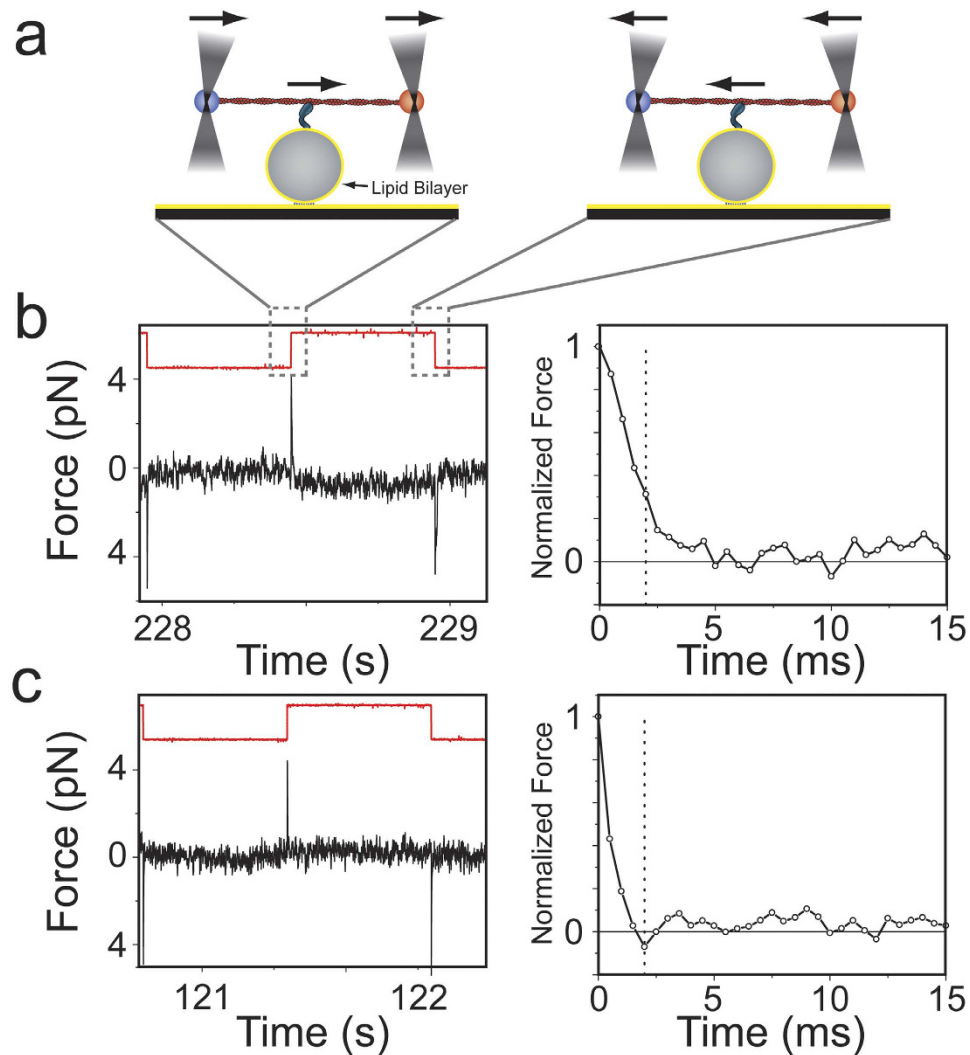 a
Lipid Bilayer
b
Force (pN)
4
0
4
228
229
Time (s)
Normalized Force
1
0
0
5
10
15
Time (ms)
c
Force (pN)
4
0
4
121
122
Time (s)
Normalized Force
1
0
0
5
10
15
Time (ms)